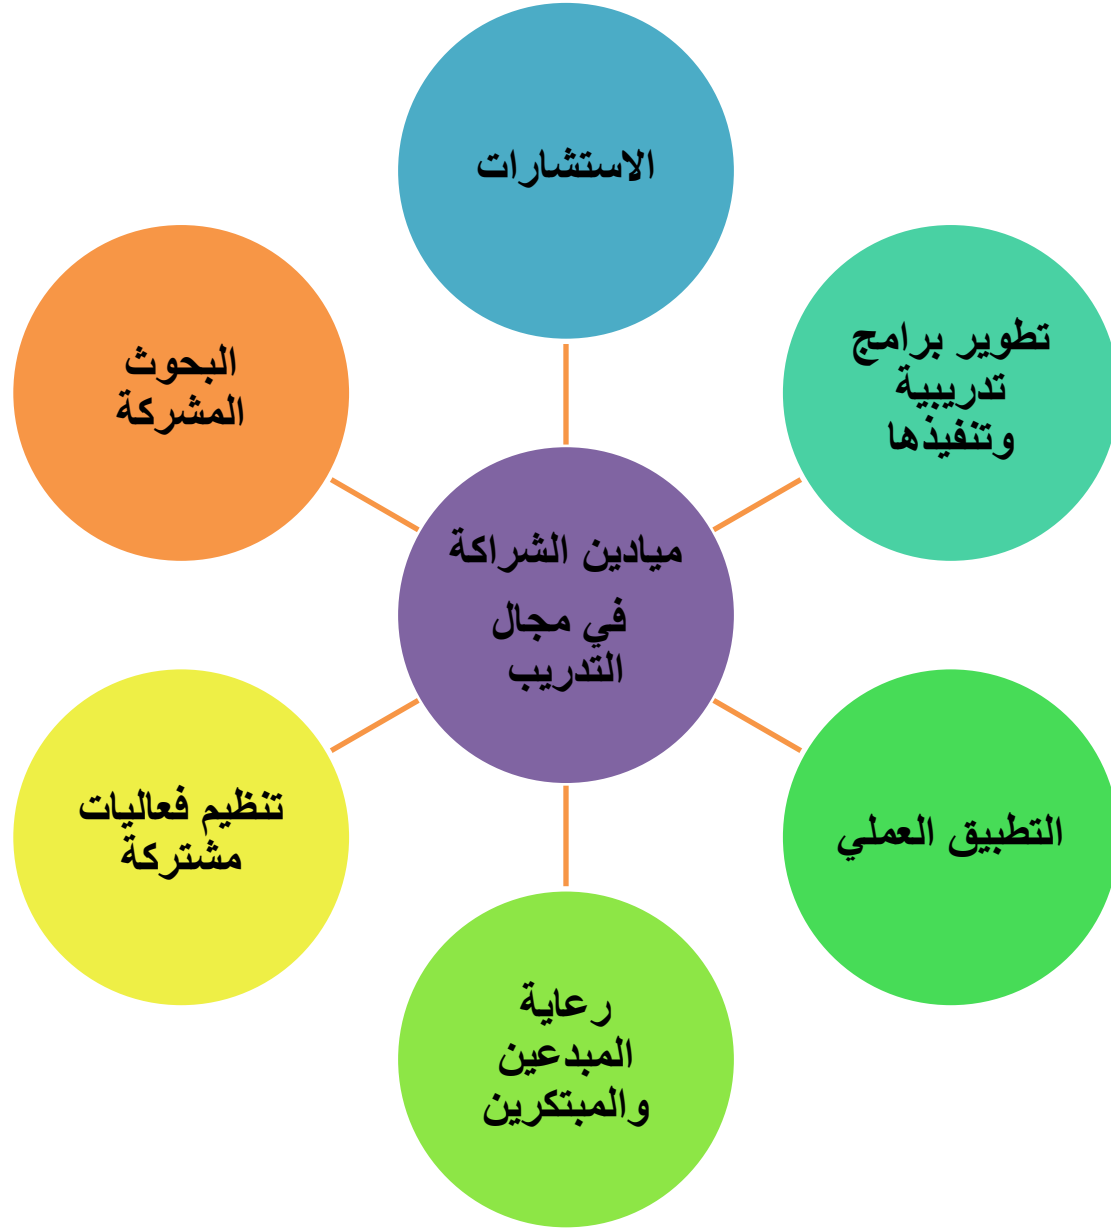 الاستشارات
تطوير برامج
تدريبية
وتنفيذها
البحوث
المشركة
ميادين الشراكة
في مجال
التدريب
التطبيق العملي
تنظيم فعاليات
مشتركة
رعاية
المبدعين
والمبتكرين